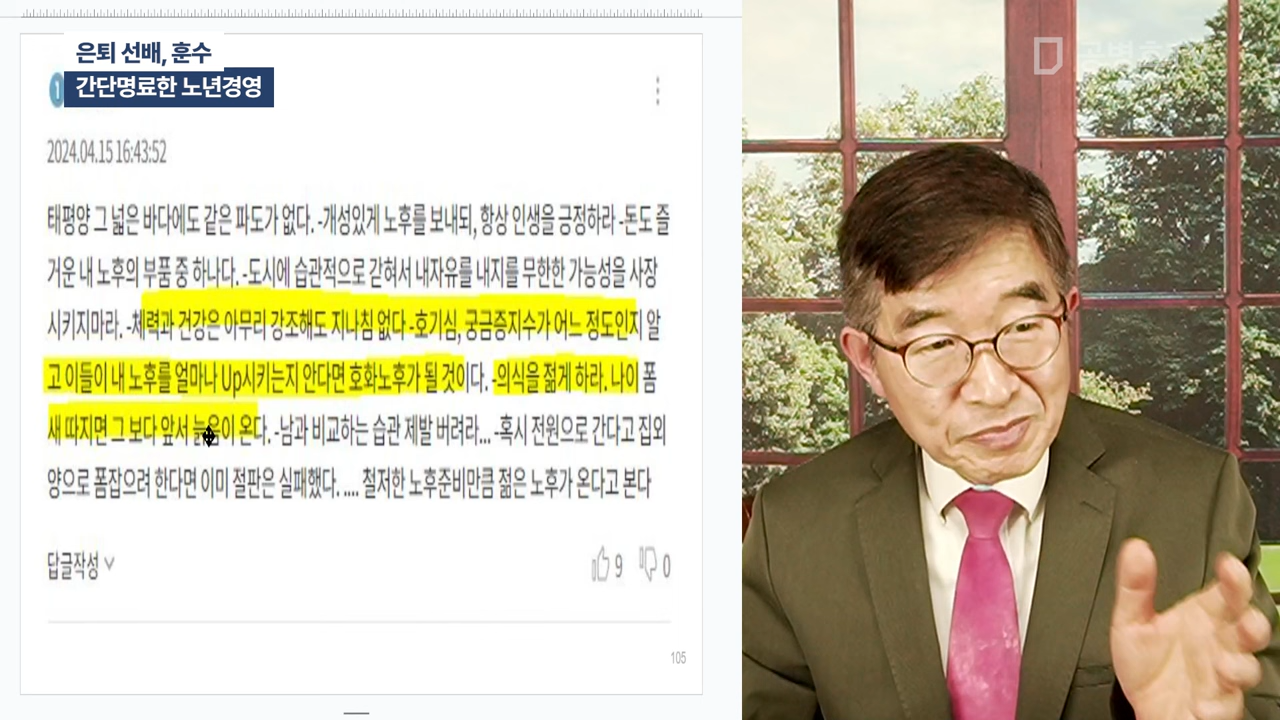 은퇴 선배, 훈수
간단명료한 노년경영
1
2024.04.15 16:43:52
태평양 그 넓은 바다에도 같은 파도가 없다. -개성있게 노후를 보내되, 항상 인생을 긍정하라 -돈도 즐
거운 내 노후의 부품 중 하나다. -도시에 습관적으로 갇혀서 내자유를 내지를 무한한 가능성을 사장
시키지마라. -체력과 건강은 아무리 강조해도 지나침 없다 -호기심, 궁금증지수가 어느 정도인지 알
고 이들이 내 노후를 얼마나 Up시키는지 안다면 호화노후가 될 것이다. -의식을 젊게 하라. 나이 폼
새 따지면 그 보다 앞서 늙음이 온다. -남과 비교하는 습관 제발 버려라... -혹시 전원으로 간다고 집외
양으로 폼잡으려 한다면 이미 절판은 실패했다. .... 철저한 노후준비만큼 젊은 노후가 온다고 본다
답글작성
9
0
105